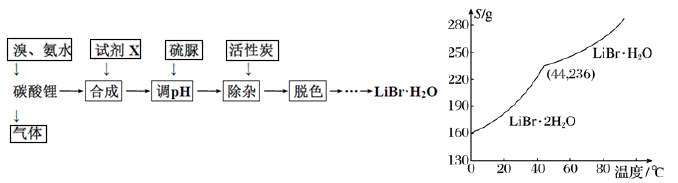 溴、氨水 试剂 X 硫脲 活性炭
碳酸锂 合成 调pH 除杂 脱色 ···→LiBr·H₂O
气体
S/g
280
250
220
190
160
130
LiBr·H₂O
(44,236)
LiBr·2H₂O
0 20 40 60 80 温度/℃